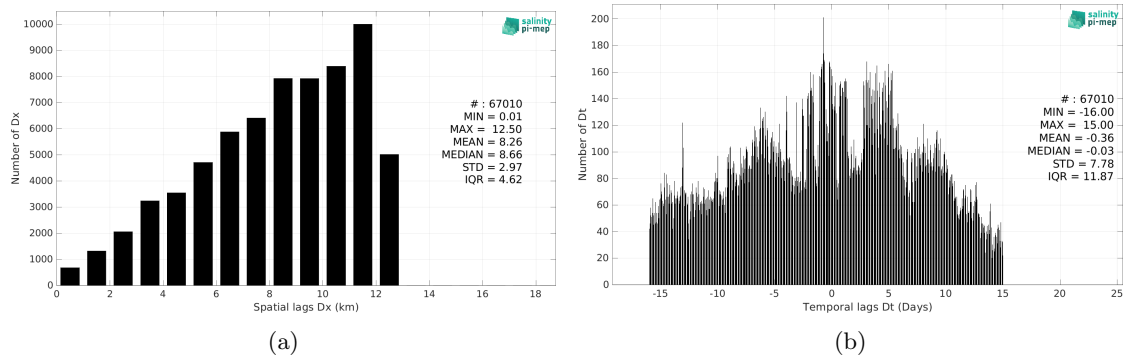 10000
9000
8000
7000
6000
5000
4000
3000
2000
1000
0
Number of Dx
salinity
pi-mep
# : 67010
MIN = 0.01
MAX = 12.50
MEAN = 8.26
MEDIAN = 8.66
STD = 2.97
IQR = 4.62
0 2 4 6 8 10 12 14 16 18
Spatial lags Dx (km)
(a)
200
180
160
140
120
100
80
60
40
20
0
Number of Dt
salinity
pi-mep
# : 67010
MIN = -16.00
MAX = 15.00
MEAN = -0.36
MEDIAN = -0.03
STD = 7.78
IQR = 11.87
-15 -10 -5 0 5 10 15 20 25
Temporal lags Dt (Days)
(b)